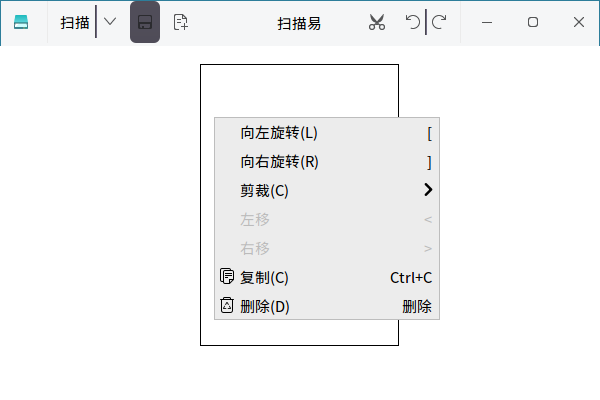 扫描
扫描易
向左旋转(L) [
向右旋转(R) ]
剪裁(C)
左移 <
右移 >
复制(C) Ctrl+C
删除(D) 删除